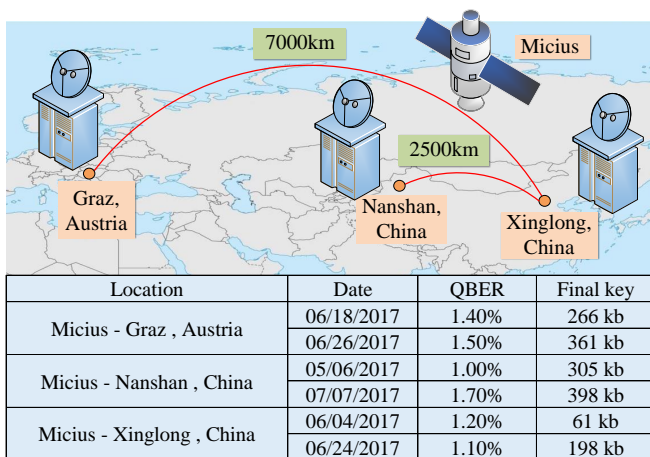 7000km
Micius
2500km
Graz,
Austria
Nanshan,
China
Xinglong,
China
Location Date QBER Final key
Micius - Graz , Austria 06/18/2017 1.40% 266 kb
06/26/2017 1.50% 361 kb
Micius - Nanshan , China 05/06/2017 1.00% 305 kb
07/07/2017 1.70% 398 kb
Micius - Xinglong , China 06/04/2017 1.20% 61 kb
06/24/2017 1.10% 198 kb